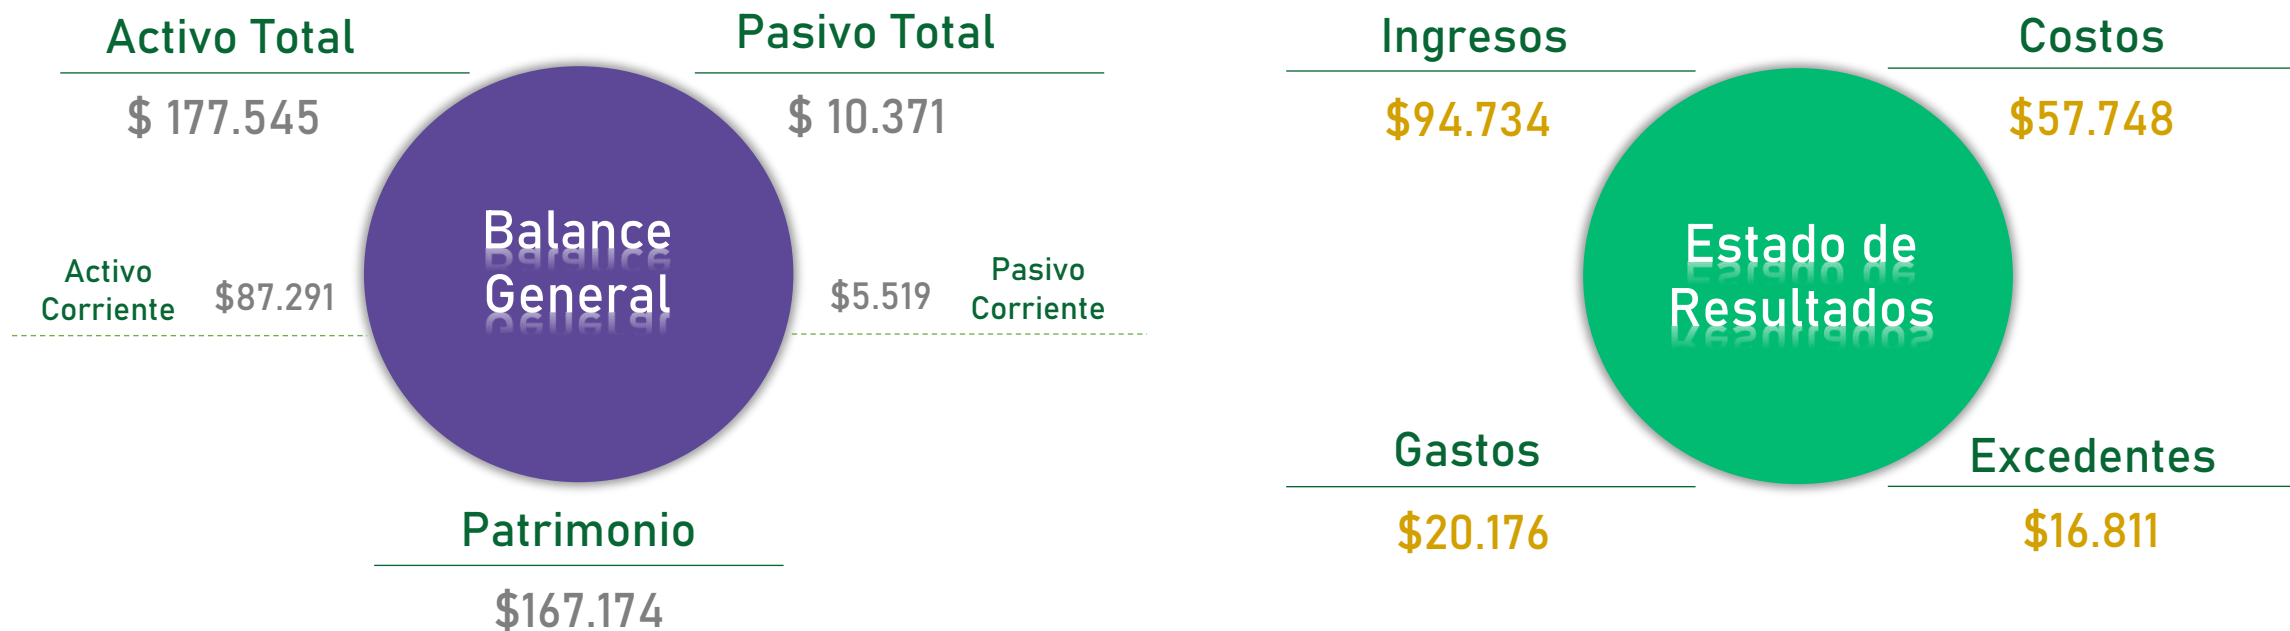 Activo Total
$ 177.545
Pasivo Total
$ 10.371
Balance
General
Activo
Corriente
$87.291
$5.519
Pasivo
Corriente
Patrimonio
$167.174
Ingresos
$94.734
Costos
$57.748
Estado de
Resultados
Gastos
$20.176
Excedentes
$16.811